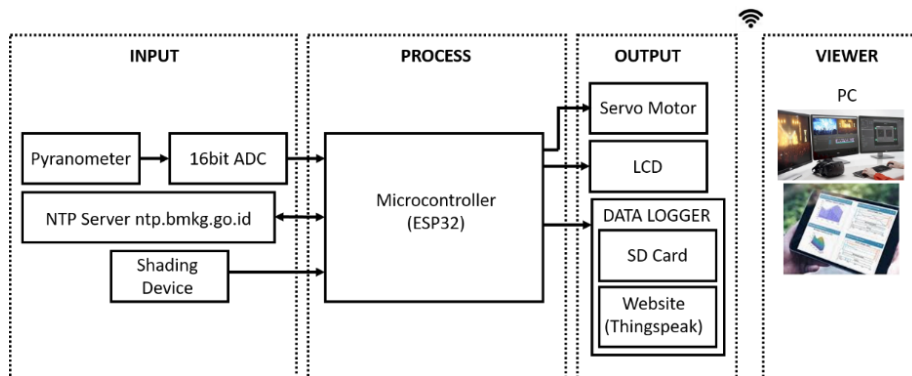 INPUT
PROCESS
OUTPUT
VIEWER
Pyranometer
16bit ADC
NTP Server ntp.bmkg.go.id
Shading
Device
Microcontroller
(ESP32)
Servo Motor
LCD
DATA LOGGER
SD Card
Website
(Thingspeak)
PC